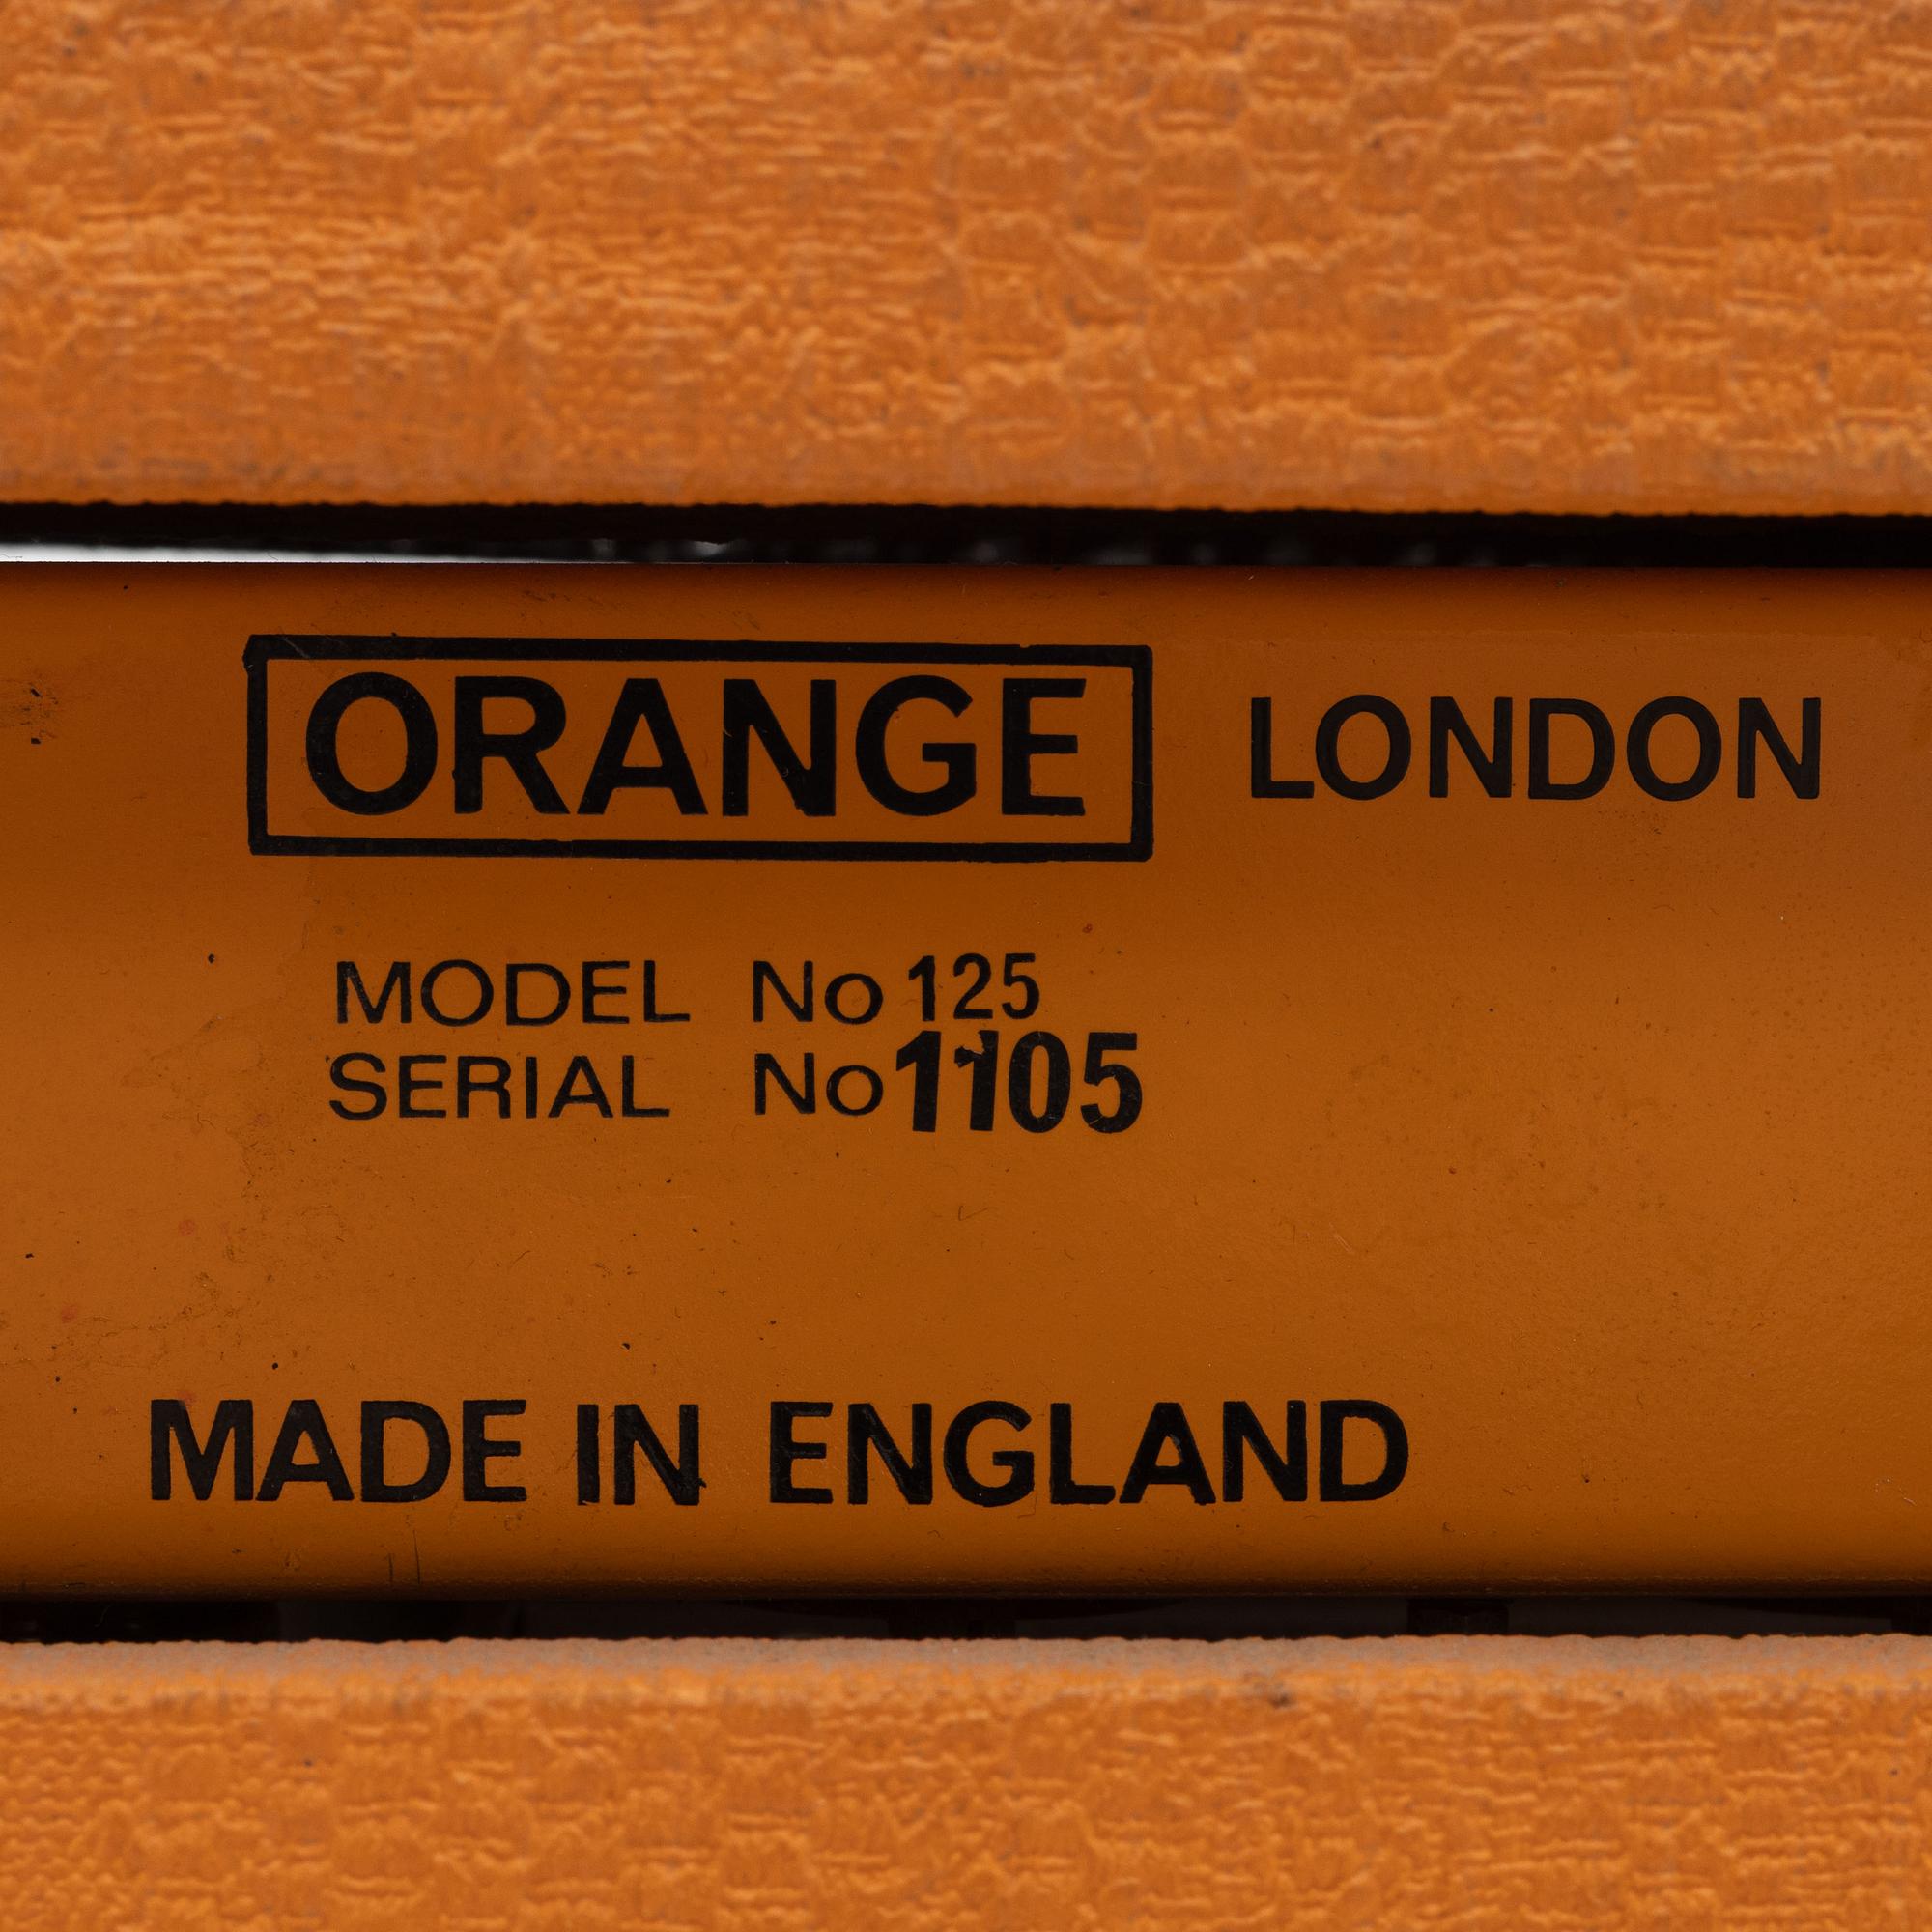 ORANGE LONDON
MODEL No 125
SERIAL No 1105
MADE IN ENGLAND